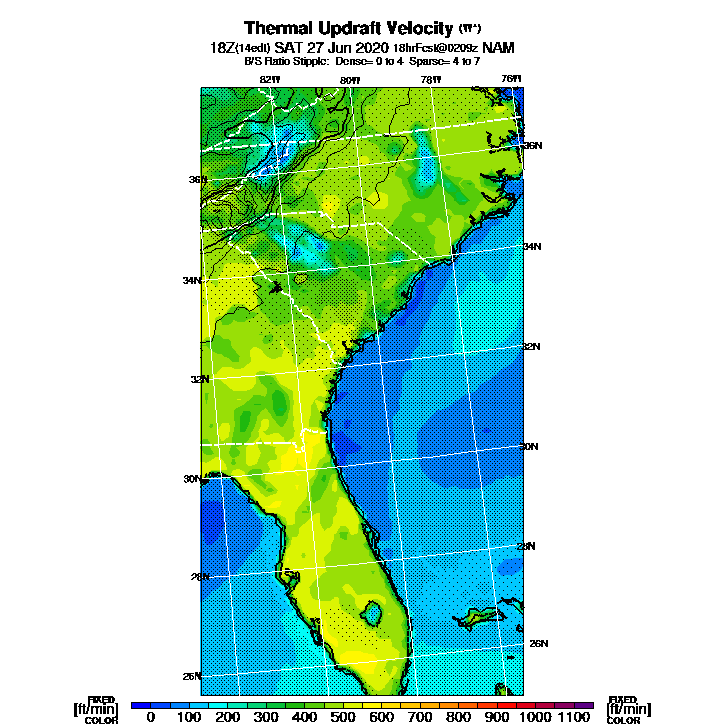 Thermal Updraft Velocity (W*)
18Z(14edt) SAT 27 Jun 2020 18hrFcst@0209z NAM
B/S Ratio Stipple: Dense= 0 to 4 Sparse= 4 to 7
82W 80W 78W 76W
36N
36N
34N
34N
32N
32N
30N
30N
28N
28N
26N
26N
FIXED FIXED
[ft/min] 0 100 200 300 400 500 600 700 800 900 1000 1100 [ft/min]
COLOR COLOR